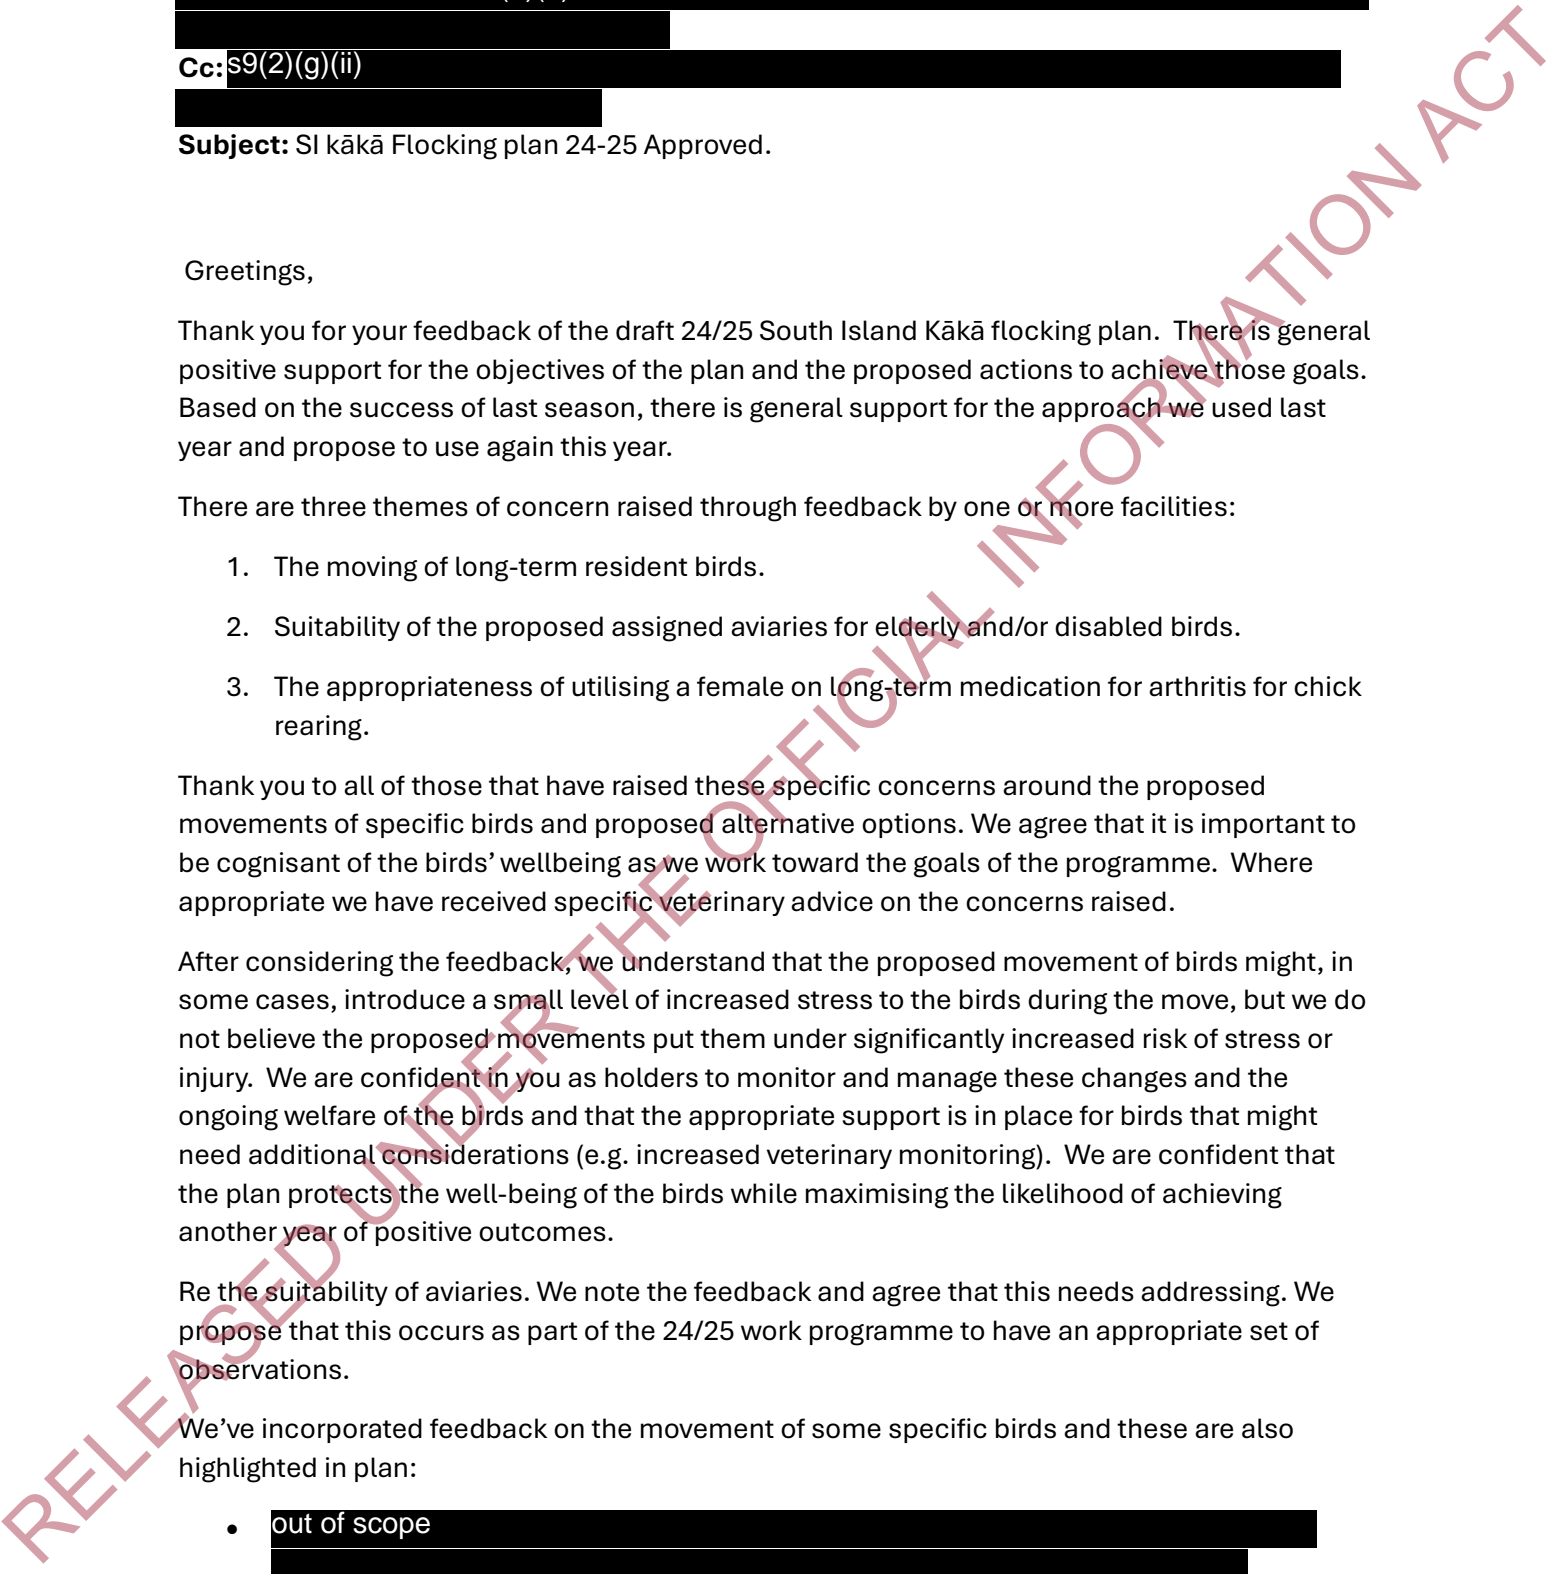 Cc: s9(2)(g)(ii)
Subject: SI kākā Flocking plan 24-25 Approved.
Greetings,
Thank you for your feedback of the draft 24/25 South Island Kākā flocking plan.  There is general
positive support for the objectives of the plan and the proposed actions to achieve those goals.
Based on the success of last season, there is general support for the approach we used last
year and propose to use again this year.
There are three themes of concern raised through feedback by one or more facilities:
1. The moving of long-term resident birds.
2. Suitability of the proposed assigned aviaries for elderly and/or disabled birds.
3. The appropriateness of utilising a female on long-term medication for arthritis for chick
rearing.
Thank you to all of those that have raised these specific concerns around the proposed
movements of specific birds and proposed alternative options. We agree that it is important to
be cognisant of the birds’ wellbeing as we work toward the goals of the programme.  Where
appropriate we have received specific veterinary advice on the concerns raised.
After considering the feedback, we understand that the proposed movement of birds might, in
some cases, introduce a small level of increased stress to the birds during the move, but we do
not believe the proposed movements put them under significantly increased risk of stress or
injury.  We are confident in you as holders to monitor and manage these changes and the
ongoing welfare of the birds and that the appropriate support is in place for birds that might
need additional considerations (e.g. increased veterinary monitoring).  We are confident that
the plan protects the well-being of the birds while maximising the likelihood of achieving
another year of positive outcomes.
Re the suitability of aviaries. We note the feedback and agree that this needs addressing. We
propose that this occurs as part of the 24/25 work programme to have an appropriate set of
observations.
We’ve incorporated feedback on the movement of some specific birds and these are also
highlighted in plan:
• out of scope
RELEASED UNDER THE OFFICIAL INFORMATION ACT